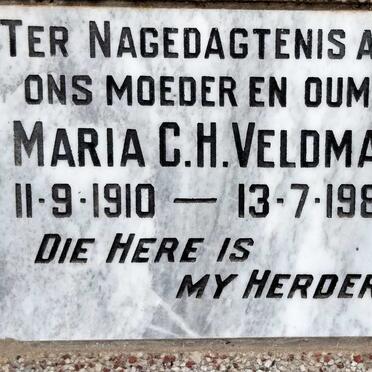 TER NAGEDAGTENIS A
ONS MOEDER EN OUM
MARIA C.H. VELDMA
11-9-1910 — 13-7-198
DIE HERE IS
MY HERDER